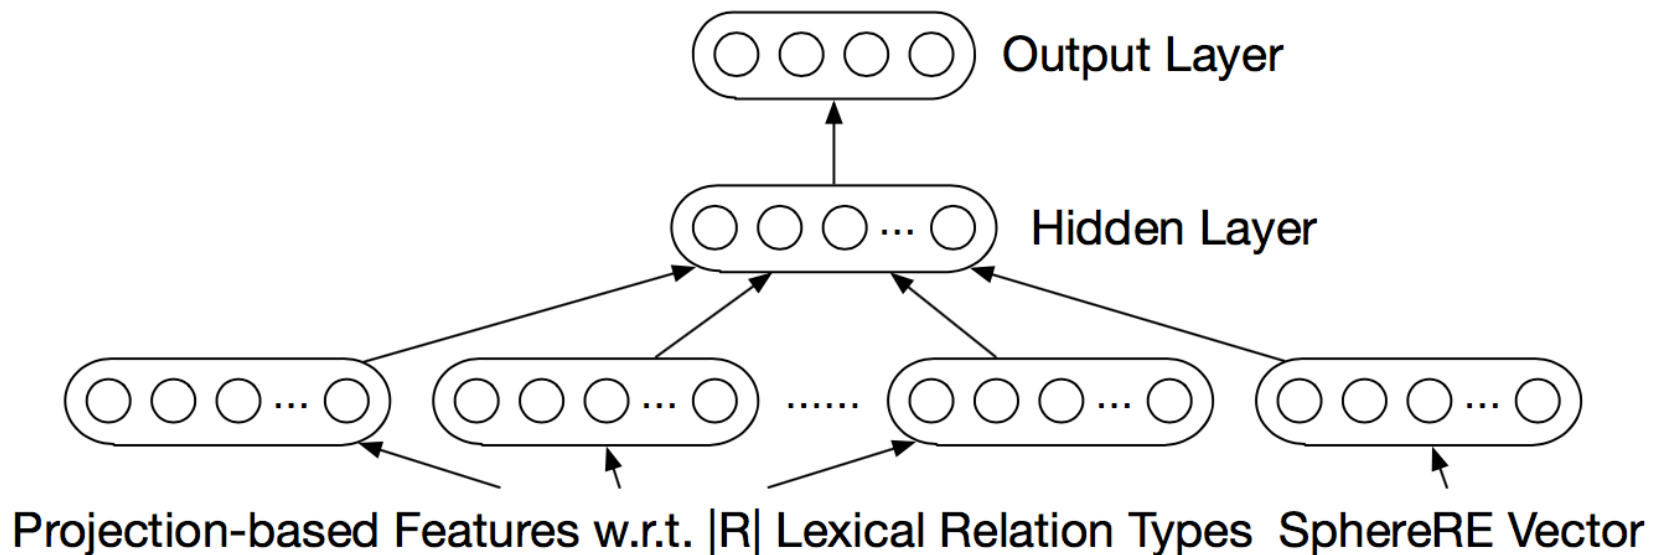 Output Layer
Hidden Layer
...
... ... ...... ... ...
Projection-based Features w.r.t. |R| Lexical Relation Types SphereRE Vector